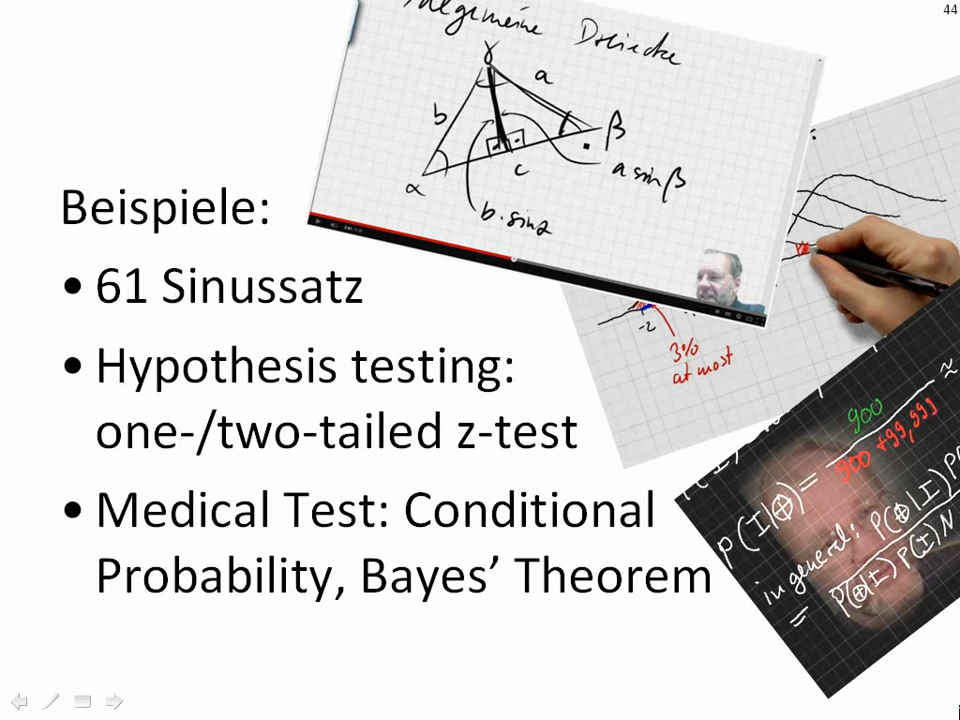 44
Allgemeine Dreiecke
γ
a
b
β
c
α
a sin β
b·sin α
Beispiele:
• 61 Sinussatz
-2
3%
at most
• Hypothesis testing:
one-/two-tailed z-test
900
P(I|⊕)= 900 + 99,999 ≈
• Medical Test: Conditional
Probability, Bayes’ Theorem
in general: P(⊕|I)P(
= P(⊕|I)P(I)N